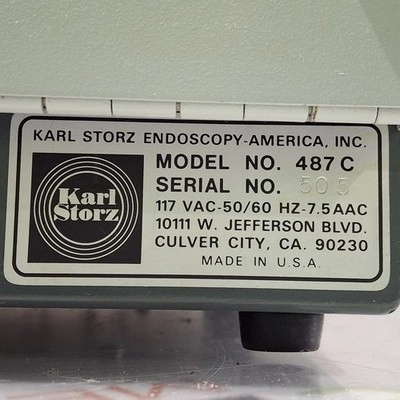 KARL STORZ ENDOSCOPY-AMERICA, INC.
Karl
Storz
MODEL NO. 487 C
SERIAL NO. 505
117 VAC-50/60 HZ-7.5 AAC
10111 W. JEFFERSON BLVD.
CULVER CITY, CA. 90230
MADE IN U.S.A.